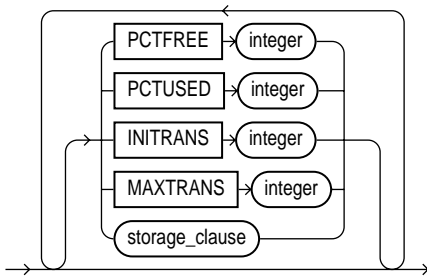 PCTFREE integer
PCTUSED integer
INITRANS integer
MAXTRANS integer
storage_clause